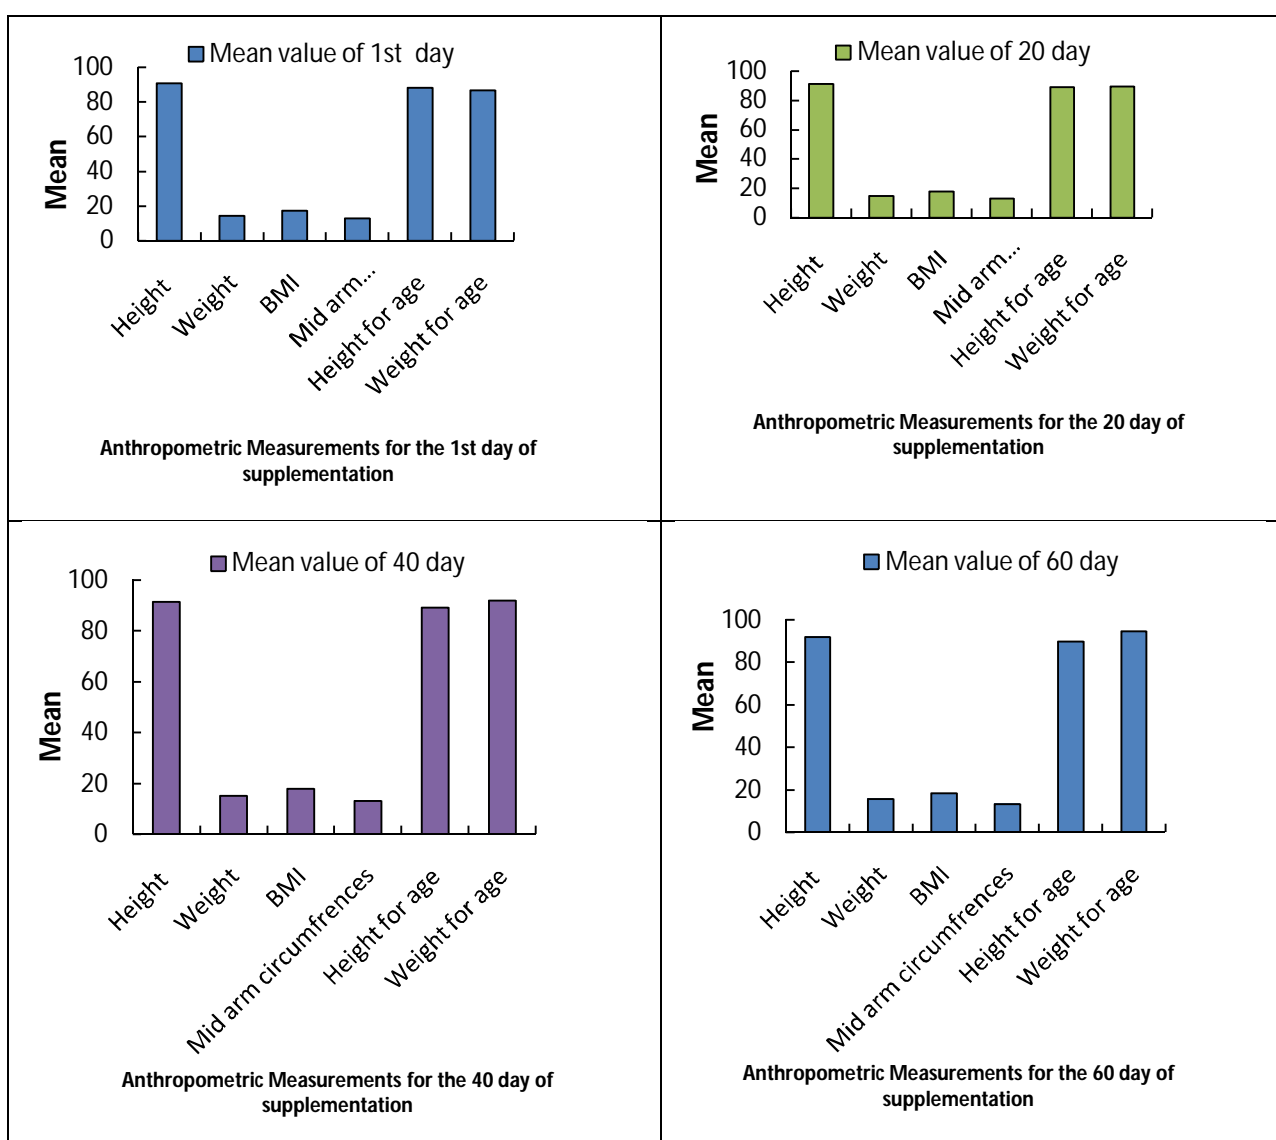 Mean value of 1st day
100
80
60
40
20
0
Mean
Height
Weight
BMI
Mid arm...
Height for age
Weight for age
Anthropometric Measurements for the 1st day of
supplementation
Mean value of 20 day
100
80
60
40
20
0
Mean
Height
Weight
BMI
Mid arm...
Height for age
Weight for age
Anthropometric Measurements for the 20 day of
supplementation
Mean value of 40 day
100
80
60
40
20
0
Mean
Height
Weight
BMI
Mid arm circumfrences
Height for age
Weight for age
Anthropometric Measurements for the 40 day of
supplementation
Mean value of 60 day
100
80
60
40
20
0
Mean
Height
Weight
BMI
Mid arm circumfrences
Height for age
Weight for age
Anthropometric Measurements for the 60 day of
supplementation